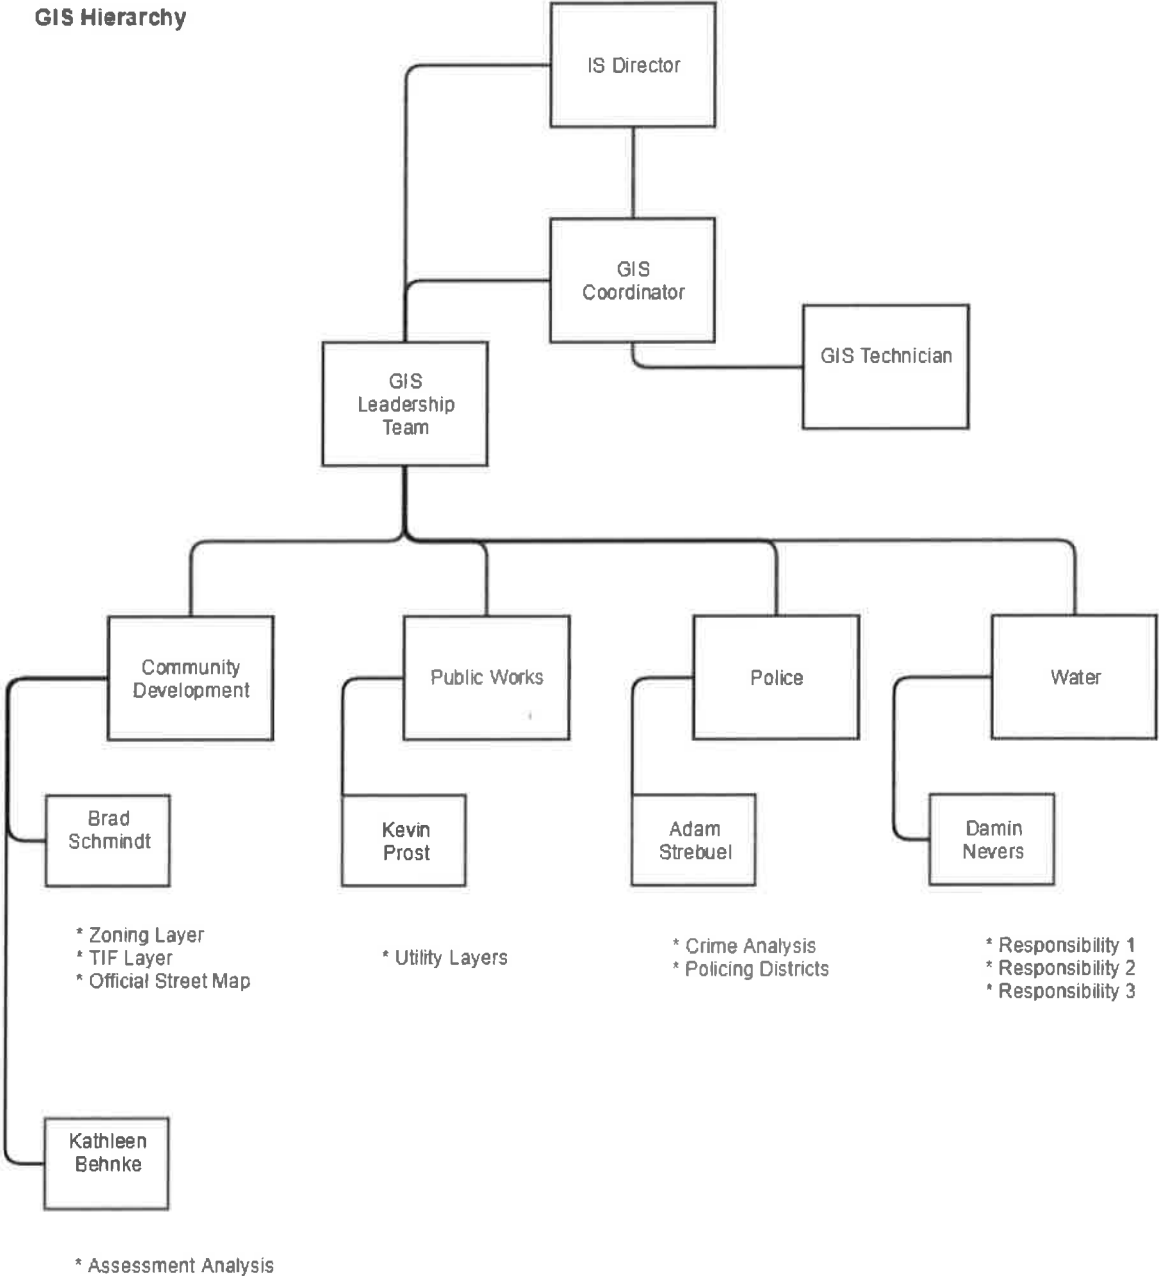 GIS Hierarchy
IS Director
GIS
Coordinator
GIS Technician
GIS
Leadership
Team
Community
Development
Public Works
Police
Water
Brad
Schmindt
Kevin
Prost
Adam
Strebuel
Damin
Nevers
* Zoning Layer
* TIF Layer
* Official Street Map
* Utility Layers
* Crime Analysis
* Policing Districts
* Responsibility 1
* Responsibility 2
* Responsibility 3
Kathleen
Behnke
* Assessment Analysis